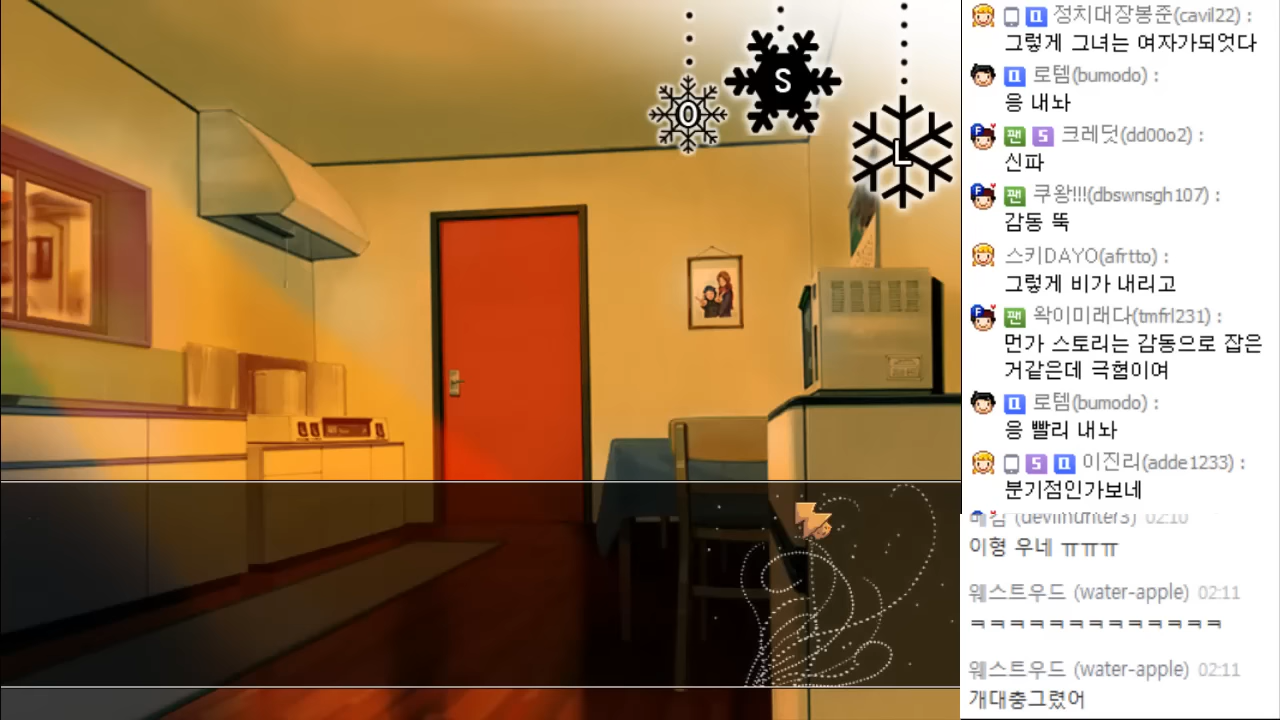 O
S
L
정치대장봉준(cavil22) :
그렇게 그녀는 여자가되엇다
로템(bumodo) :
응 내놔
팬 S 크레덧(dd00o2) :
신파
팬 쿠왕!!!(dbswnsgh107) :
감동 뚝
스키DAYO(afrtto) :
그렇게 비가 내리고
팬 왁이미래다(tmfrl231) :
먼가 스토리는 감동으로 잡은
거같은데 극혐이여
로템(bumodo) :
응 빨리 내놔
S 이진리(adde1233) :
분기점인가보네
(devilhunter3) 02:10
이형 우네 ㅠㅠㅠ
웨스트우드 (water-apple) 02:11
ㅋㅋㅋㅋㅋㅋㅋㅋㅋㅋㅋㅋㅋ
웨스트우드 (water-apple) 02:11
개대충그렸어